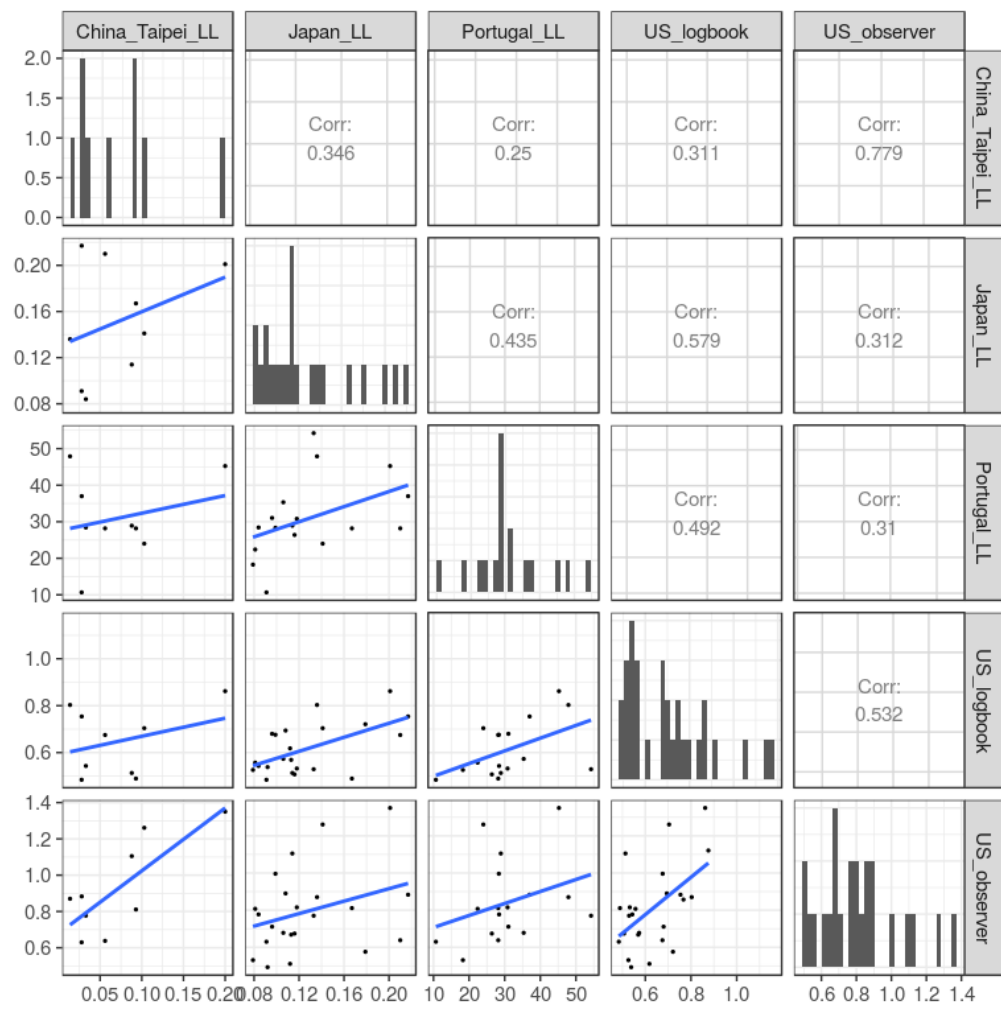 China_Taipei_LL
Japan_LL
Portugal_LL
US_logbook
US_observer
2.0
1.5
1.0
0.5
0.0
Corr:
0.346
Corr:
0.25
Corr:
0.311
Corr:
0.779
China_Taipei_LL
0.20
0.16
0.12
0.08
Corr:
0.435
Corr:
0.579
Corr:
0.312
Japan_LL
50
40
30
20
10
Corr:
0.492
Corr:
0.31
Portugal_LL
1.0
0.8
0.6
Corr:
0.532
US_logbook
1.4
1.2
1.0
0.8
0.6
US_observer
0.05 0.10 0.15 0.20
0.08 0.12 0.16 0.20
10 20 30 40 50
0.6 0.8 1.0
0.6 0.8 1.0 1.2 1.4